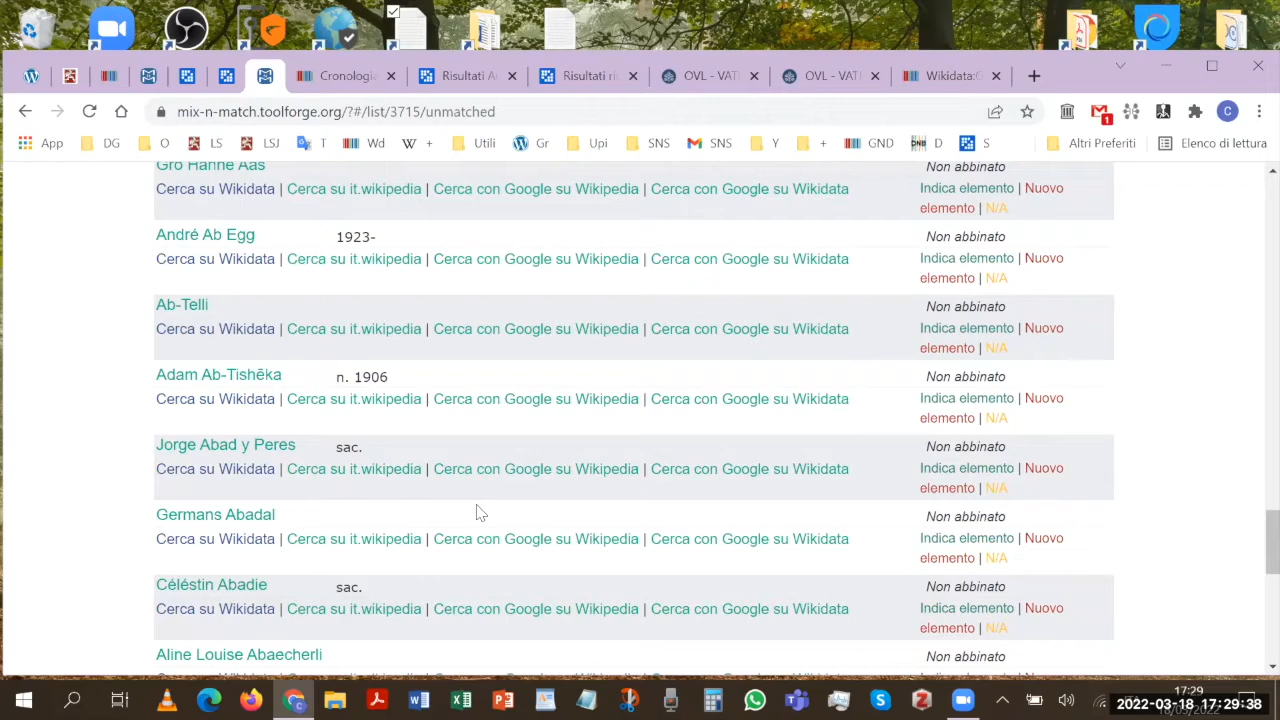 Cronologia
Risultati
Risultati ri
OVL - VATI
OVL - VATI
Wikidata:G
mix-n-match.toolforge.org/?#/list/3715/unmatched
1
C
App
DG
O
LS
LSJ
T
Wd
+
Utili
Gr
Upi
SNS
SNS
Y
+
GND
D
S
Altri Preferiti
Elenco di lettura
Gro Hanne Aas
Non abbinato
Cerca su Wikidata | Cerca su it.wikipedia | Cerca con Google su Wikipedia | Cerca con Google su Wikidata
Indica elemento | Nuovo
elemento | N/A
André Ab Egg
1923-
Non abbinato
Cerca su Wikidata | Cerca su it.wikipedia | Cerca con Google su Wikipedia | Cerca con Google su Wikidata
Indica elemento | Nuovo
elemento | N/A
Ab-Telli
Non abbinato
Cerca su Wikidata | Cerca su it.wikipedia | Cerca con Google su Wikipedia | Cerca con Google su Wikidata
Indica elemento | Nuovo
elemento | N/A
Adam Ab-Tishēka
n. 1906
Non abbinato
Cerca su Wikidata | Cerca su it.wikipedia | Cerca con Google su Wikipedia | Cerca con Google su Wikidata
Indica elemento | Nuovo
elemento | N/A
Jorge Abad y Peres
sac.
Non abbinato
Cerca su Wikidata | Cerca su it.wikipedia | Cerca con Google su Wikipedia | Cerca con Google su Wikidata
Indica elemento | Nuovo
elemento | N/A
Germans Abadal
Non abbinato
Cerca su Wikidata | Cerca su it.wikipedia | Cerca con Google su Wikipedia | Cerca con Google su Wikidata
Indica elemento | Nuovo
elemento | N/A
Céléstin Abadie
sac.
Non abbinato
Cerca su Wikidata | Cerca su it.wikipedia | Cerca con Google su Wikipedia | Cerca con Google su Wikidata
Indica elemento | Nuovo
elemento | N/A
Aline Louise Abaecherli
Non abbinato
17:29
2022-03-18 17:29:38